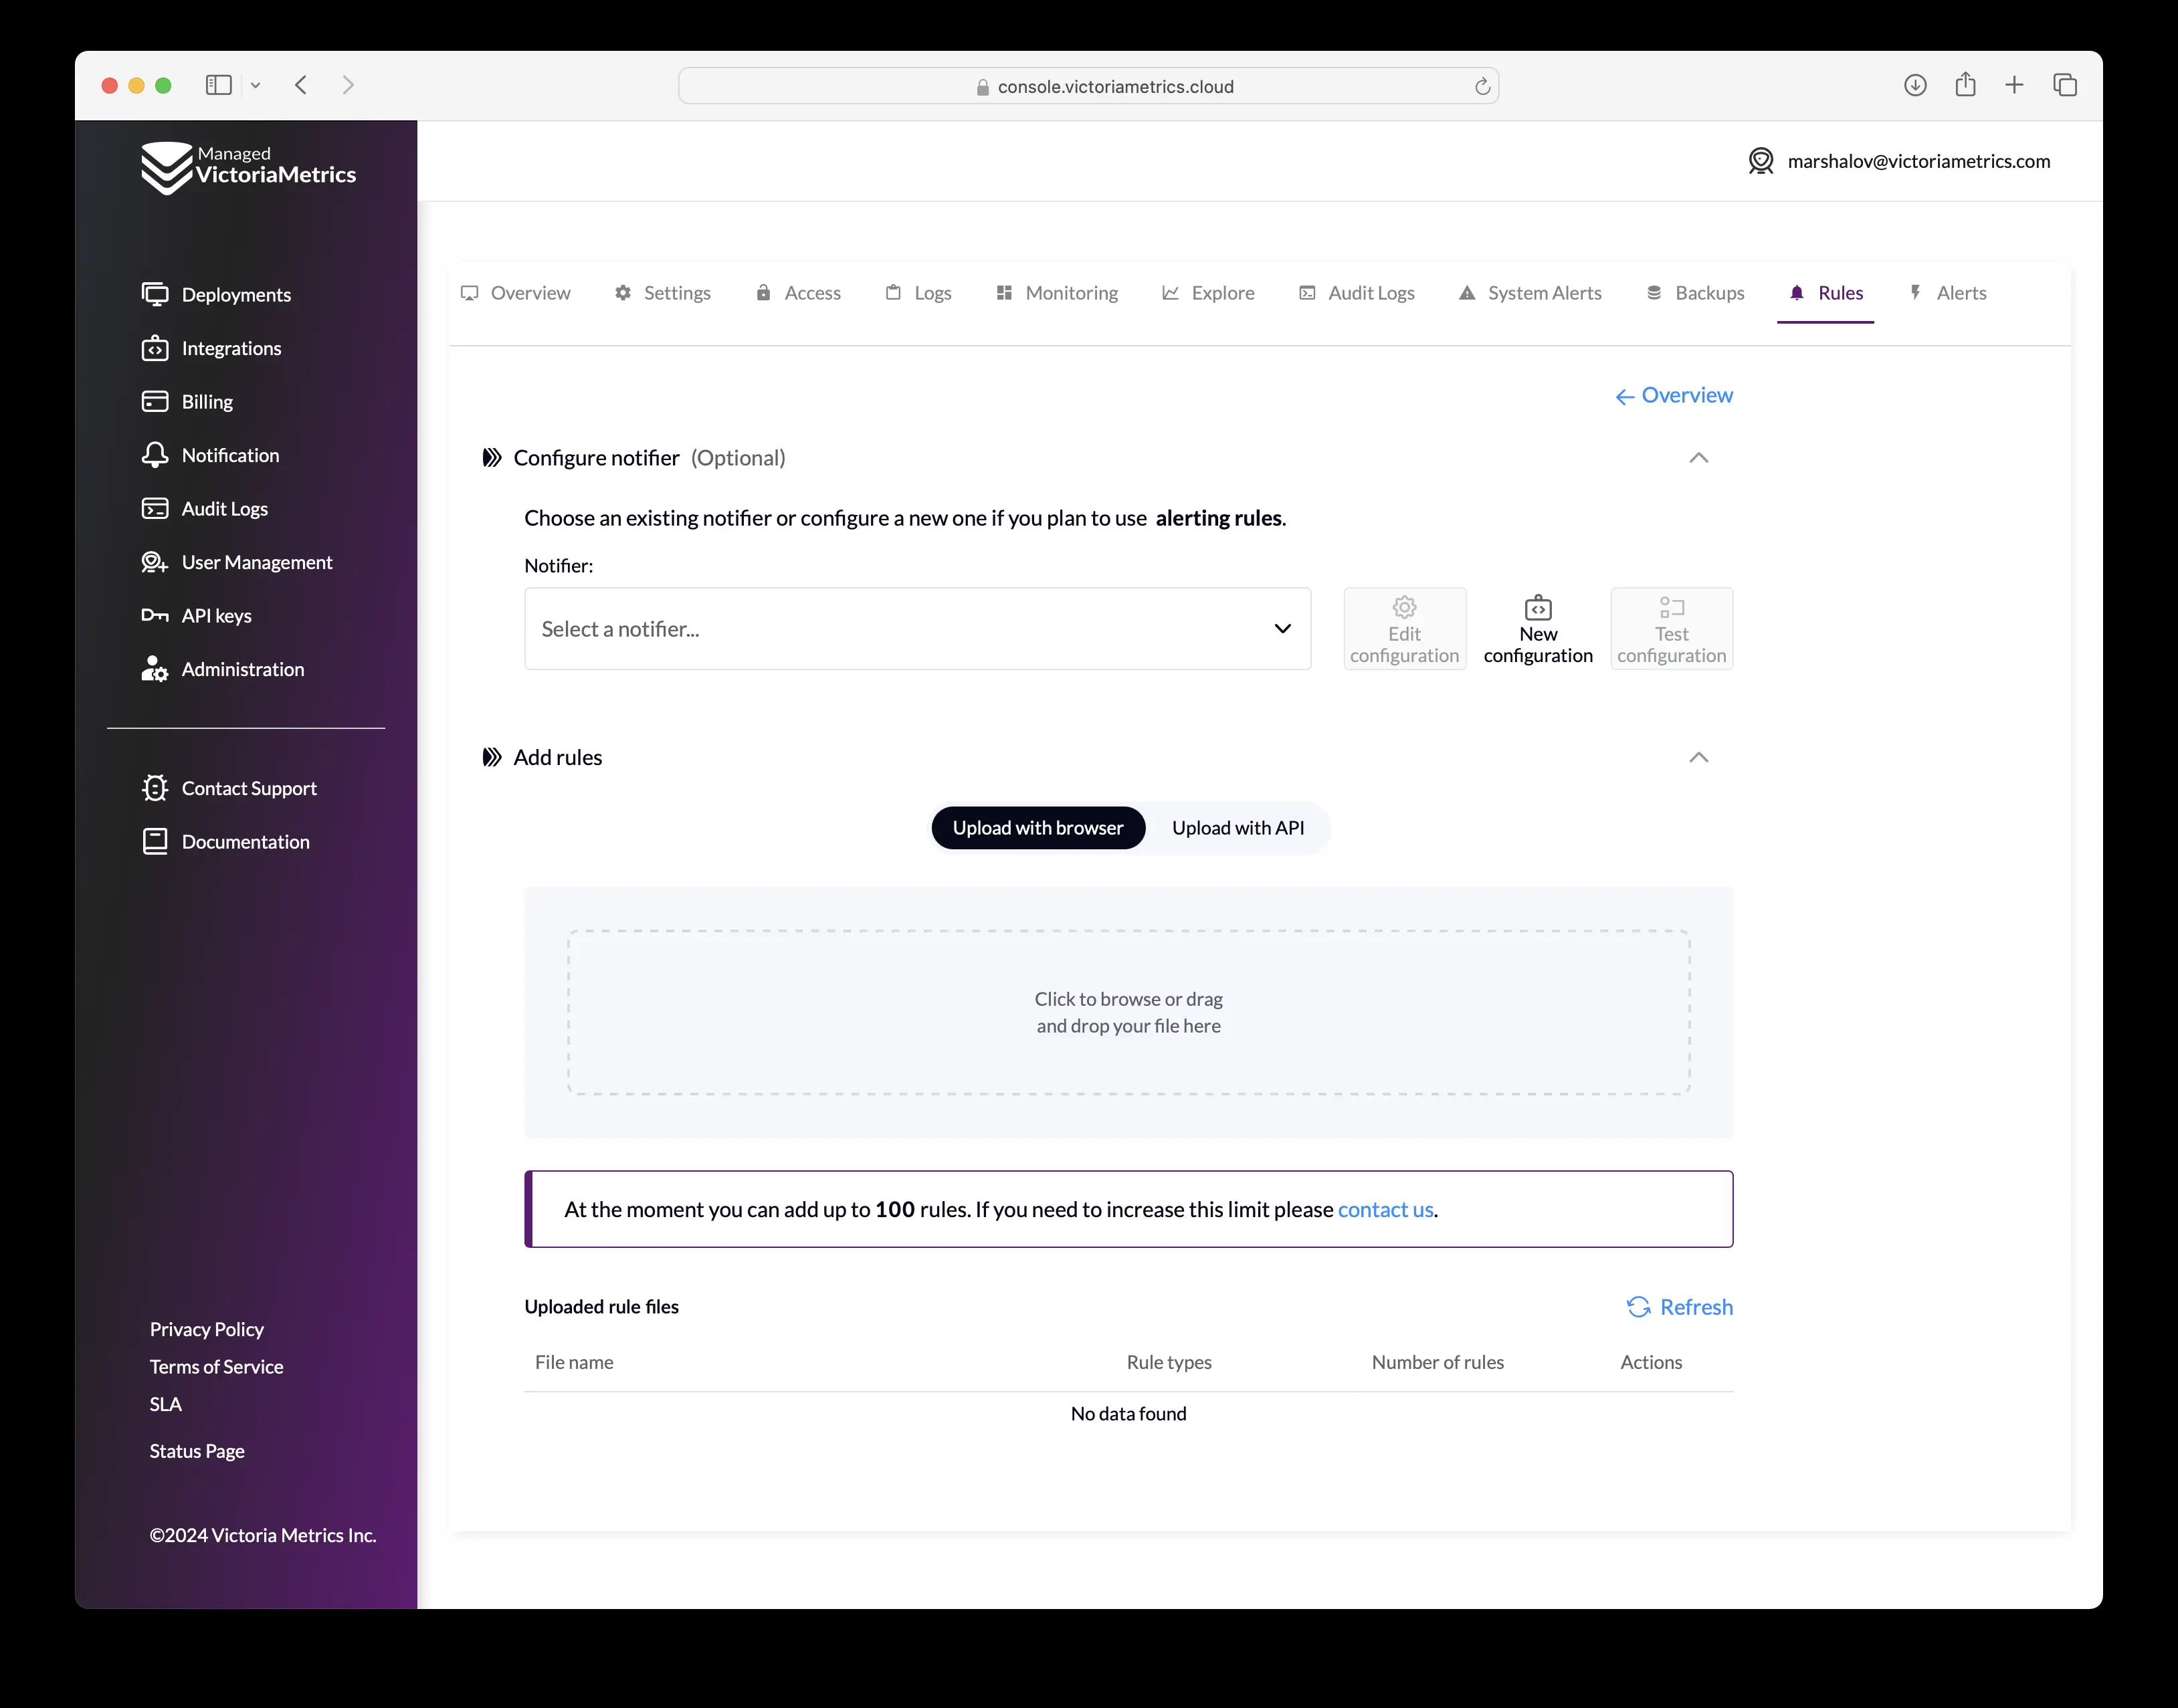 console.victoriametrics.cloud
Managed
VictoriaMetrics
marshalov@victoriametrics.com
Deployments
Integrations
Billing
Notification
Audit Logs
User Management
API keys
Administration
Contact Support
Documentation
Privacy Policy
Terms of Service
SLA
Status Page
©2024 Victoria Metrics Inc.
Overview Settings Access Logs Monitoring Explore Audit Logs System Alerts Backups Rules Alerts
Overview
Configure notifier (Optional)
Choose an existing notifier or configure a new one if you plan to use alerting rules.
Notifier:
Select a notifier...
Edit
configuration
New
configuration
Test
configuration
Add rules
Upload with browser Upload with API
Click to browse or drag
and drop your file here
At the moment you can add up to 100 rules. If you need to increase this limit please contact us.
Uploaded rule files
Refresh
File name Rule types Number of rules Actions
No data found